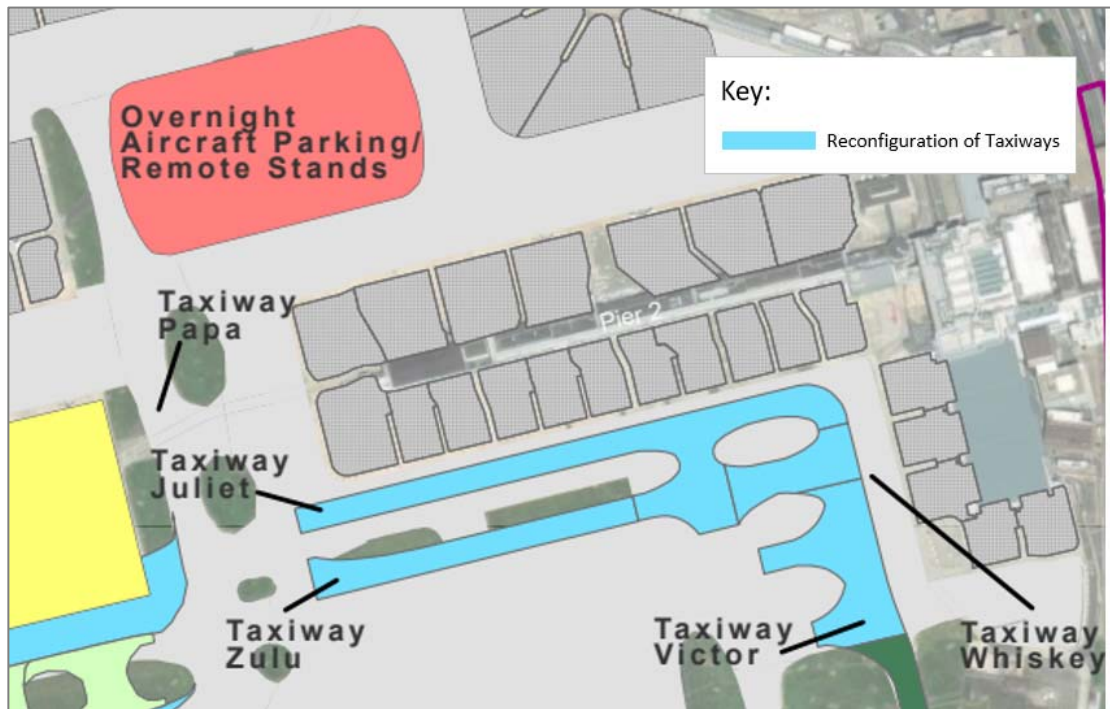 Key:
Reconfiguration of Taxiways
Overnight
Aircraft Parking/
Remote Stands
Taxiway
Papa
Pier 2
Taxiway
Juliet
Taxiway
Zulu
Taxiway
Victor
Taxiway
Whiskey